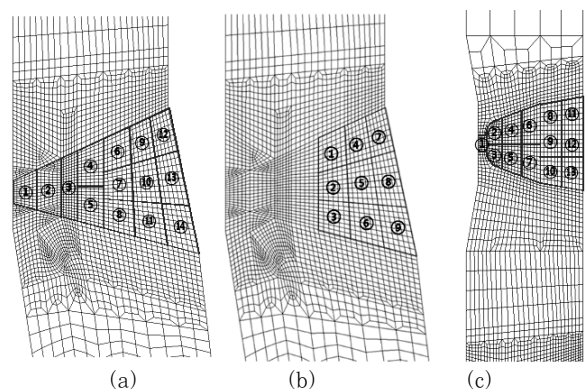 ① ② ③ ④ ⑤ ⑥ ⑦ ⑧ ⑨ ⑩ ⑪ ⑫ ⑬ ⑭
① ② ③ ④ ⑤ ⑥ ⑦ ⑧ ⑨
① ② ③ ④ ⑤ ⑥ ⑦ ⑧ ⑨ ⑩ ⑪ ⑫ ⑬
(a) (b) (c)